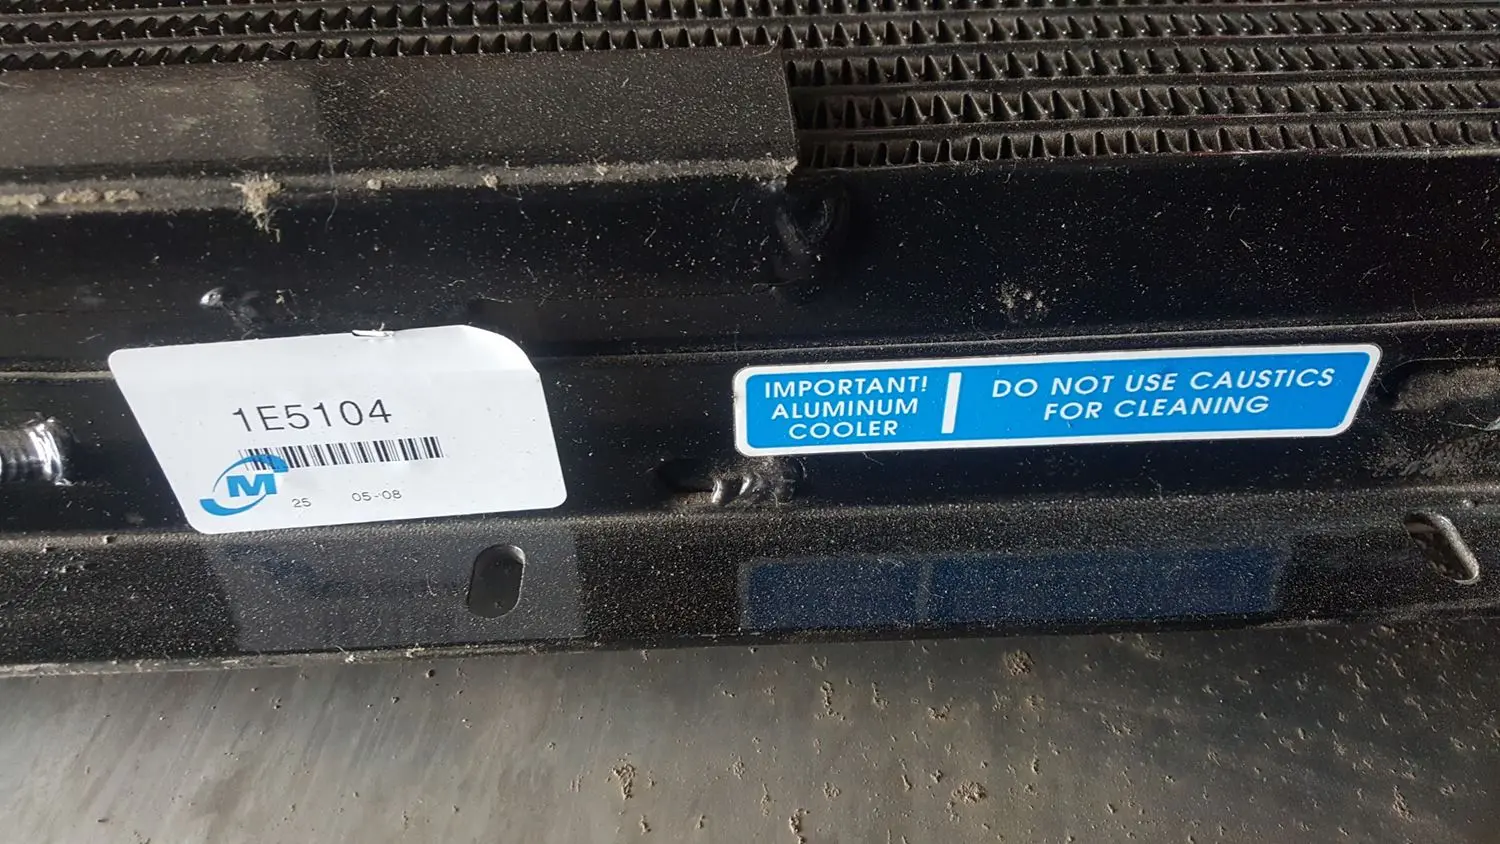 1E5104
M
25 05-08
IMPORTANT!
ALUMINUM
COOLER
DO NOT USE CAUSTICS
FOR CLEANING